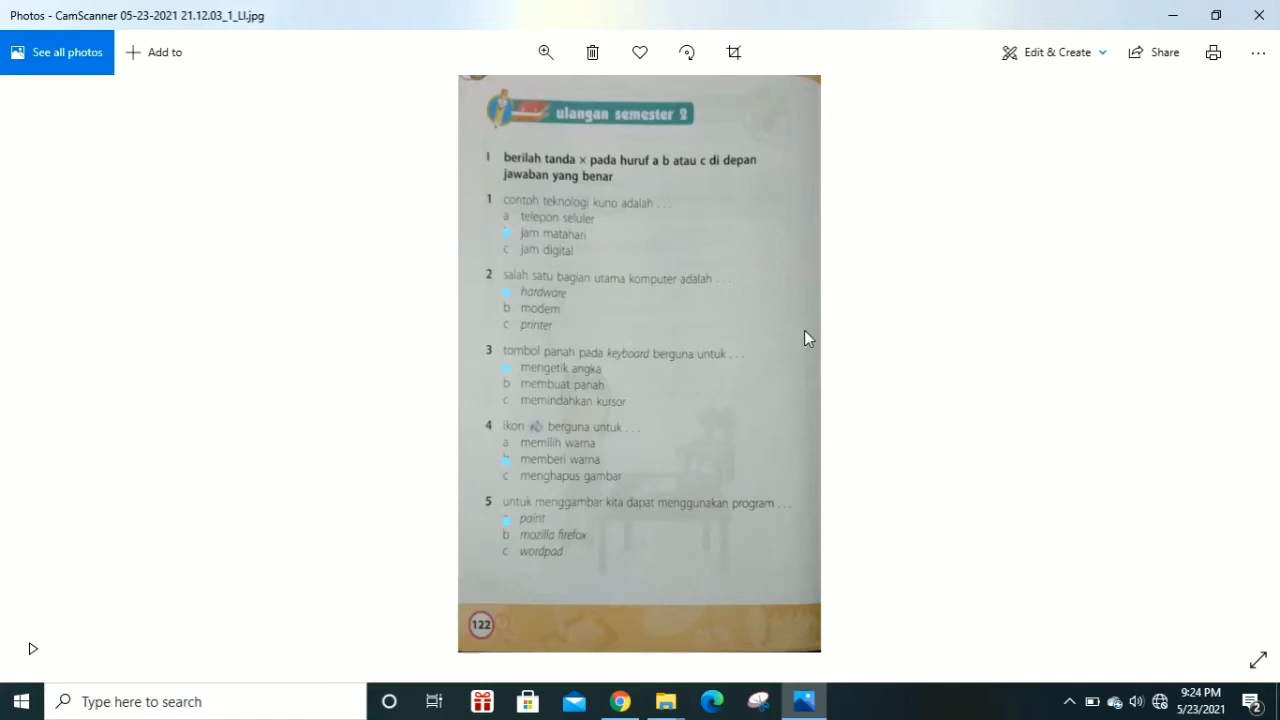 Photos - CamScanner 05-23-2021 21.12.03_1_LI.jpg
See all photos
Add to
Edit & Create
Share
ulangan semester 2
I berilah tanda × pada huruf a b atau c di depan
jawaban yang benar
1 contoh teknologi kuno adalah . . .
a telepon seluler
jam matahari
c jam digital
2 salah satu bagian utama komputer adalah . . .
hardware
b modem
c printer
3 tombol panah pada keyboard berguna untuk . . .
mengetik angka
b membuat panah
c memindahkan kursor
4 ikon berguna untuk . . .
a memilih warna
b memberi warna
c menghapus gambar
5 untuk menggambar kita dapat menggunakan program . . .
paint
b mozilla firefox
c wordpad
122
Type here to search
9:24 PM
5/23/2021
2